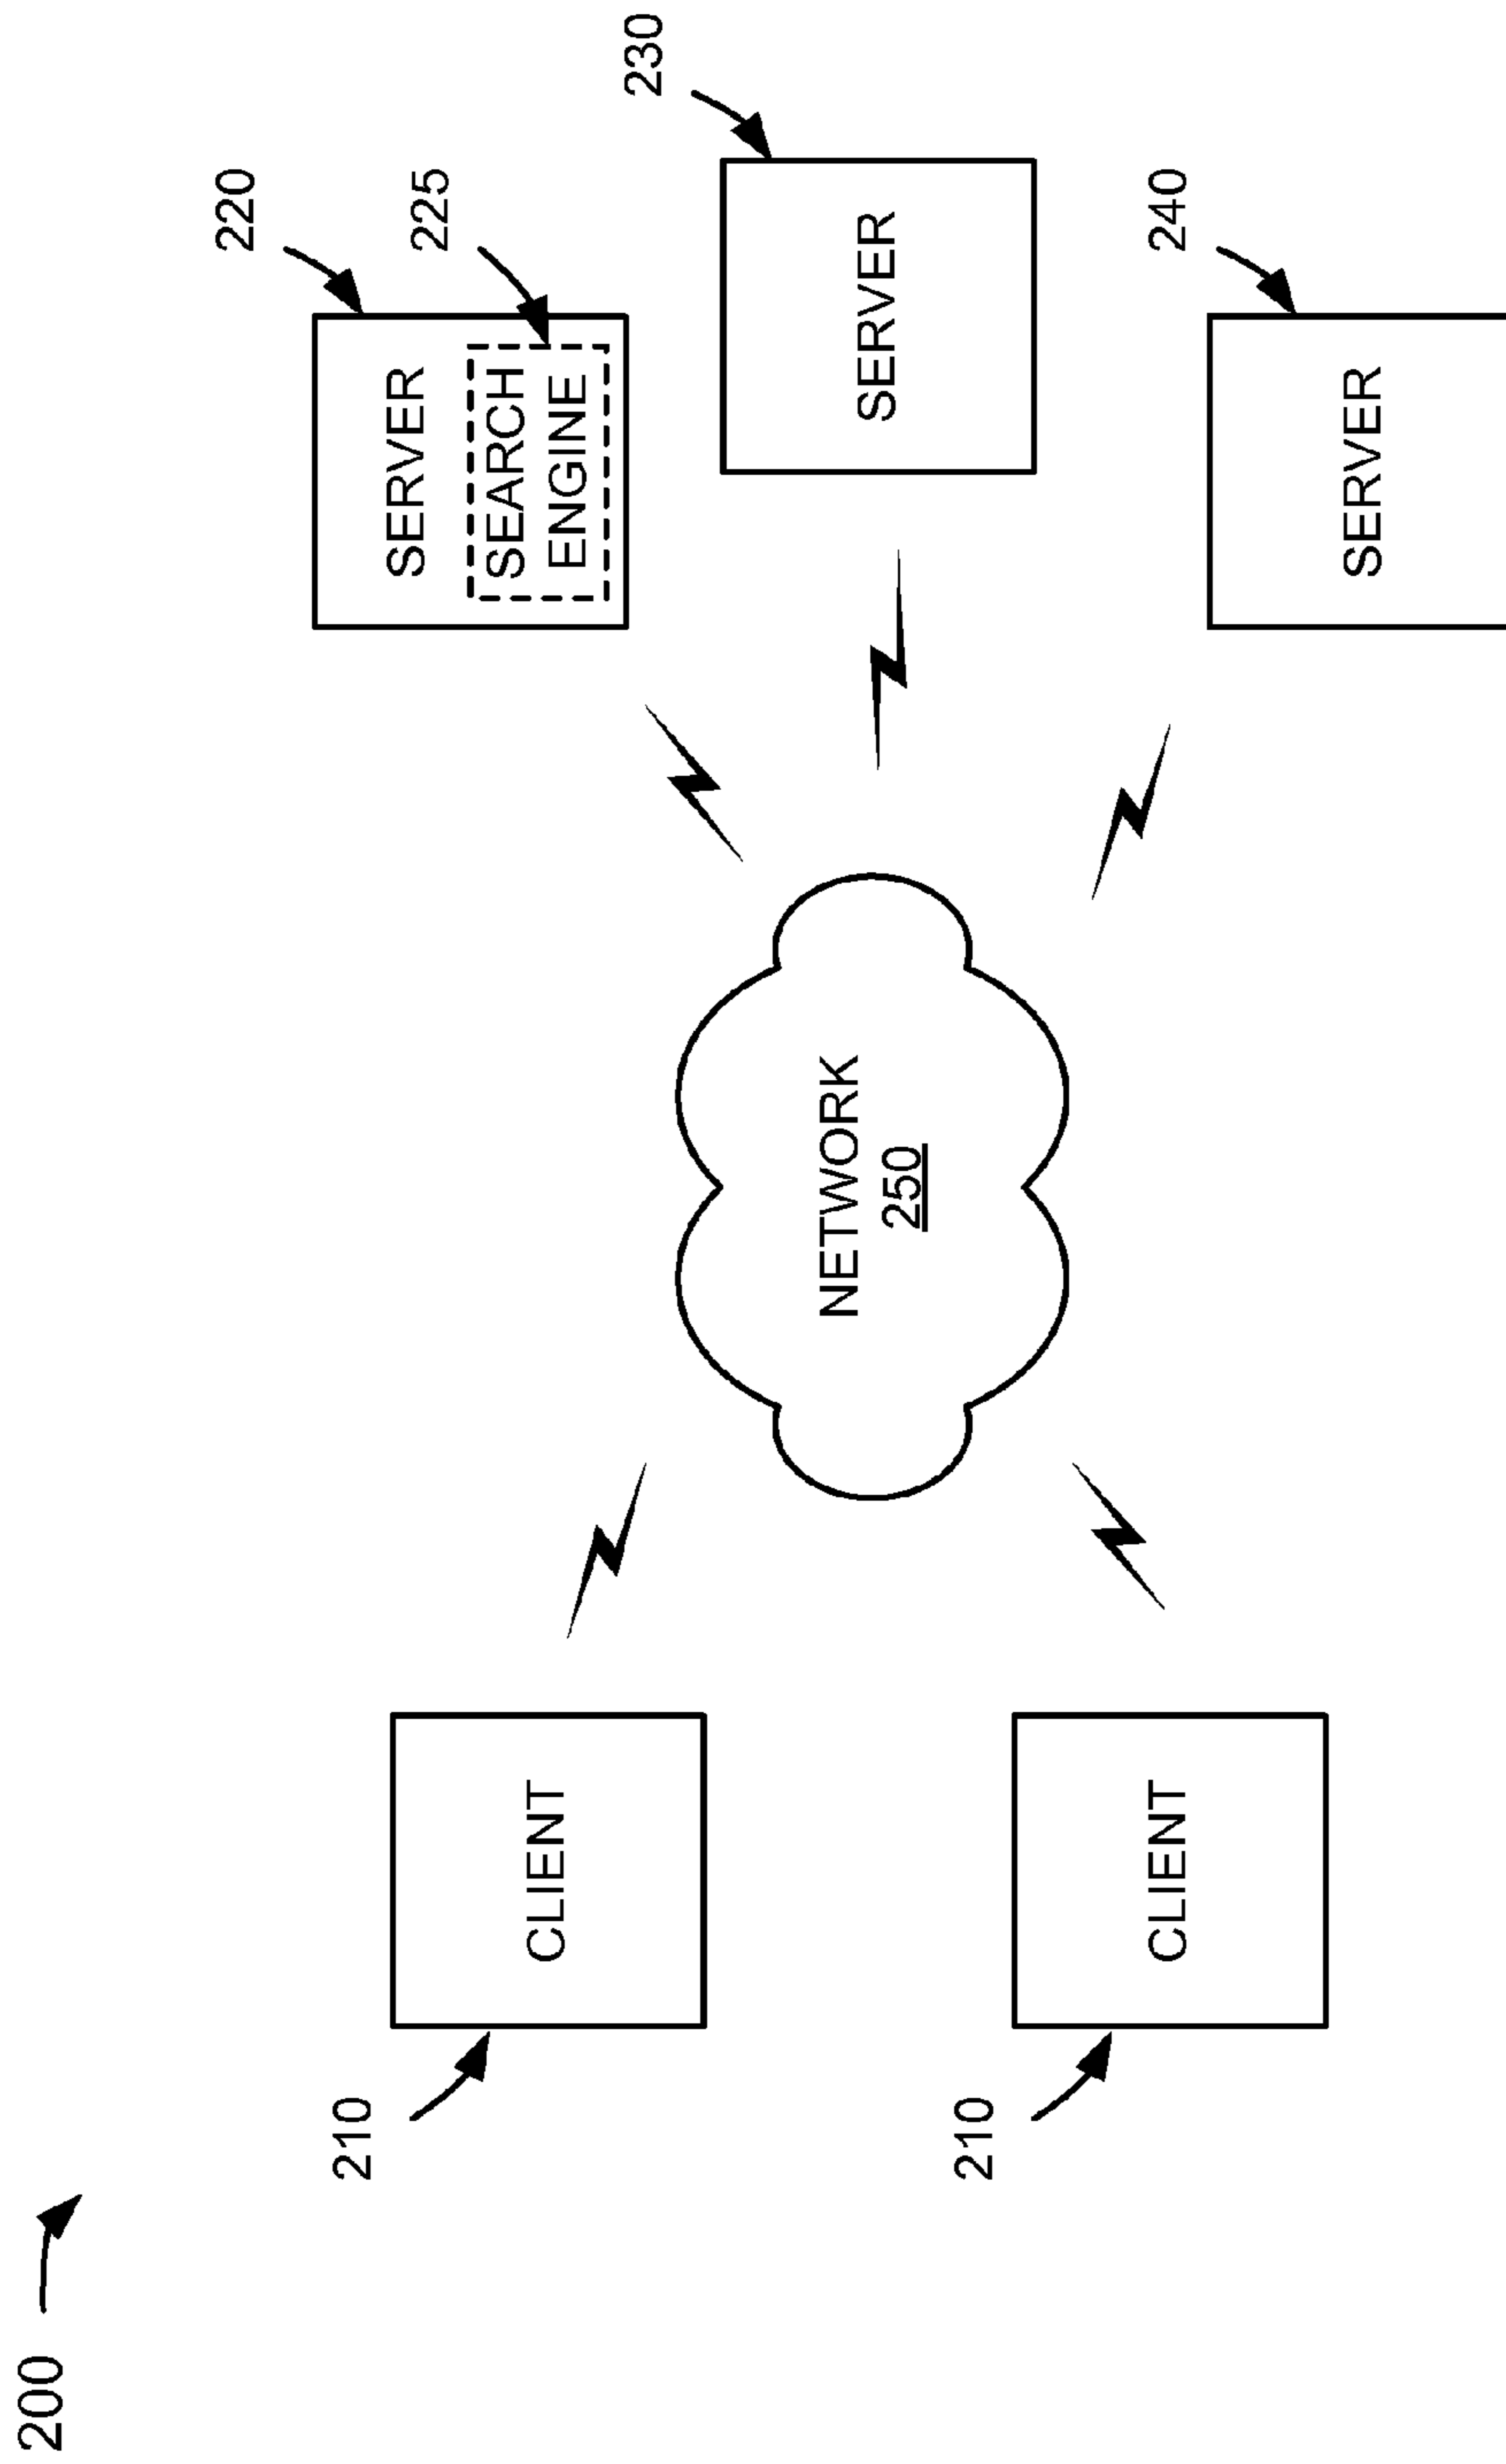 200
210
CLIENT
210
CLIENT
NETWORK
250
220
SERVER
225
SEARCH
ENGINE
230
SERVER
240
SERVER